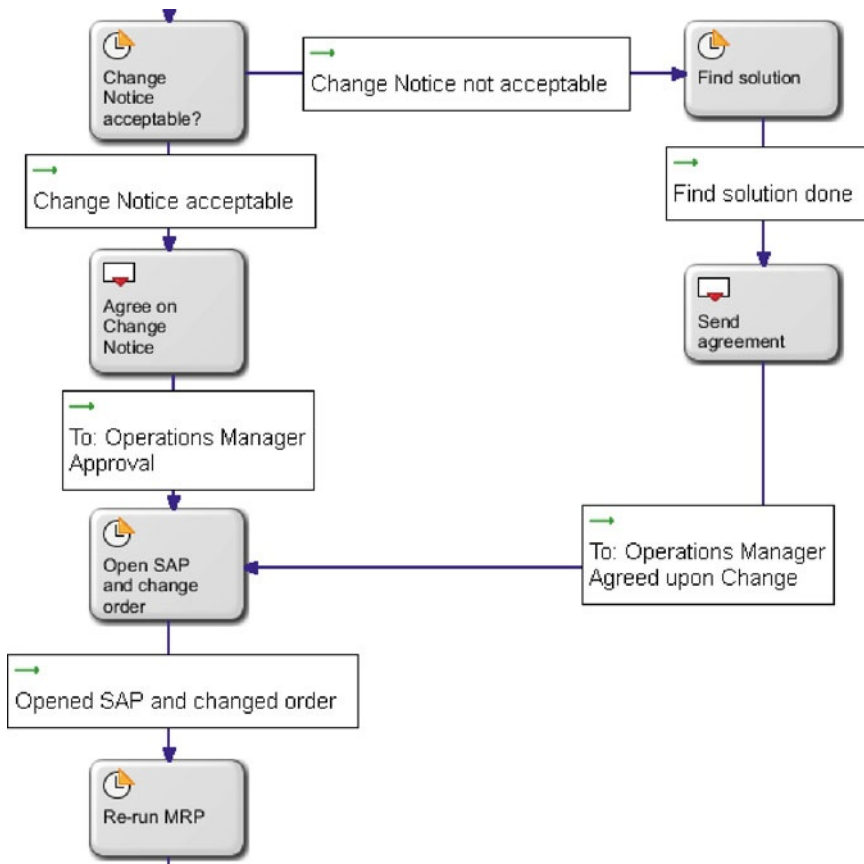 Change
Notice
acceptable?
Change Notice not acceptable
Find solution
Change Notice acceptable
Find solution done
Agree on
Change
Notice
Send
agreement
To: Operations Manager
Approval
To: Operations Manager
Agreed upon Change
Open SAP
and change
order
Opened SAP and changed order
Re-run MRP